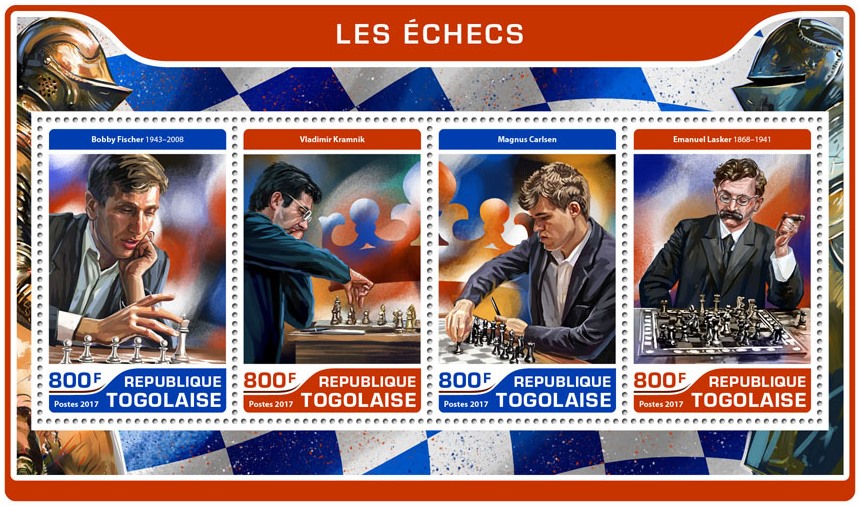 LES ÉCHECS
Bobby Fischer 1943–2008
Vladimir Kramnik
Magnus Carlsen
Emanuel Lasker 1868–1941
800F
Postes 2017
REPUBLIQUE
TOGOLAISE
800F
Postes 2017
REPUBLIQUE
TOGOLAISE
800F
Postes 2017
REPUBLIQUE
TOGOLAISE
800F
Postes 2017
REPUBLIQUE
TOGOLAISE